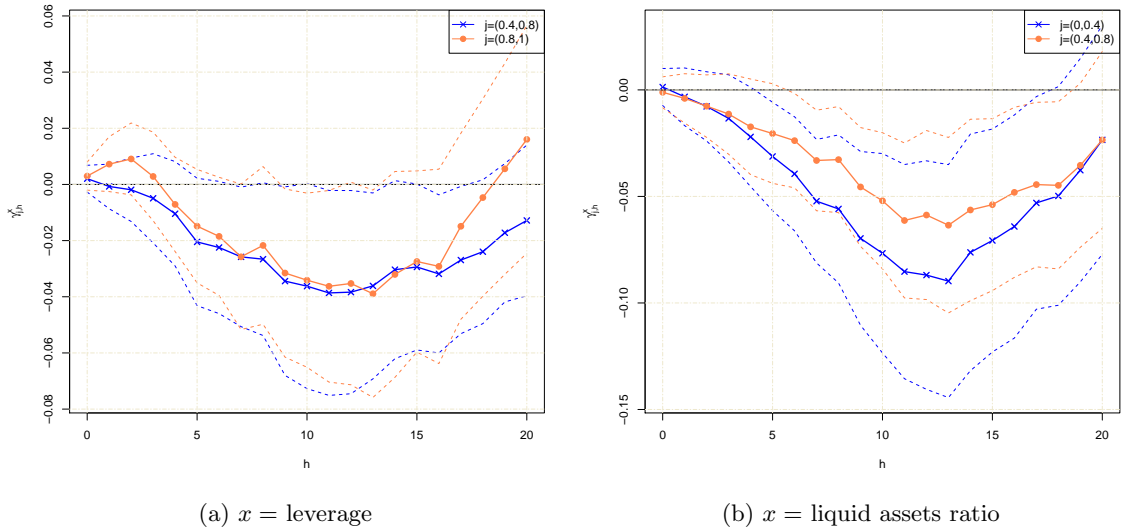 j=(0.4,0.8)
j=(0.8,1)
0.06
0.04
0.02
0.00
−0.02
−0.04
−0.06
−0.08
γ^x_{j,h}
0 5 10 15 20
h
(a) x = leverage
j=(0,0.4)
j=(0.4,0.8)
0.00
−0.05
−0.10
−0.15
γ^x_{j,h}
0 5 10 15 20
h
(b) x = liquid assets ratio